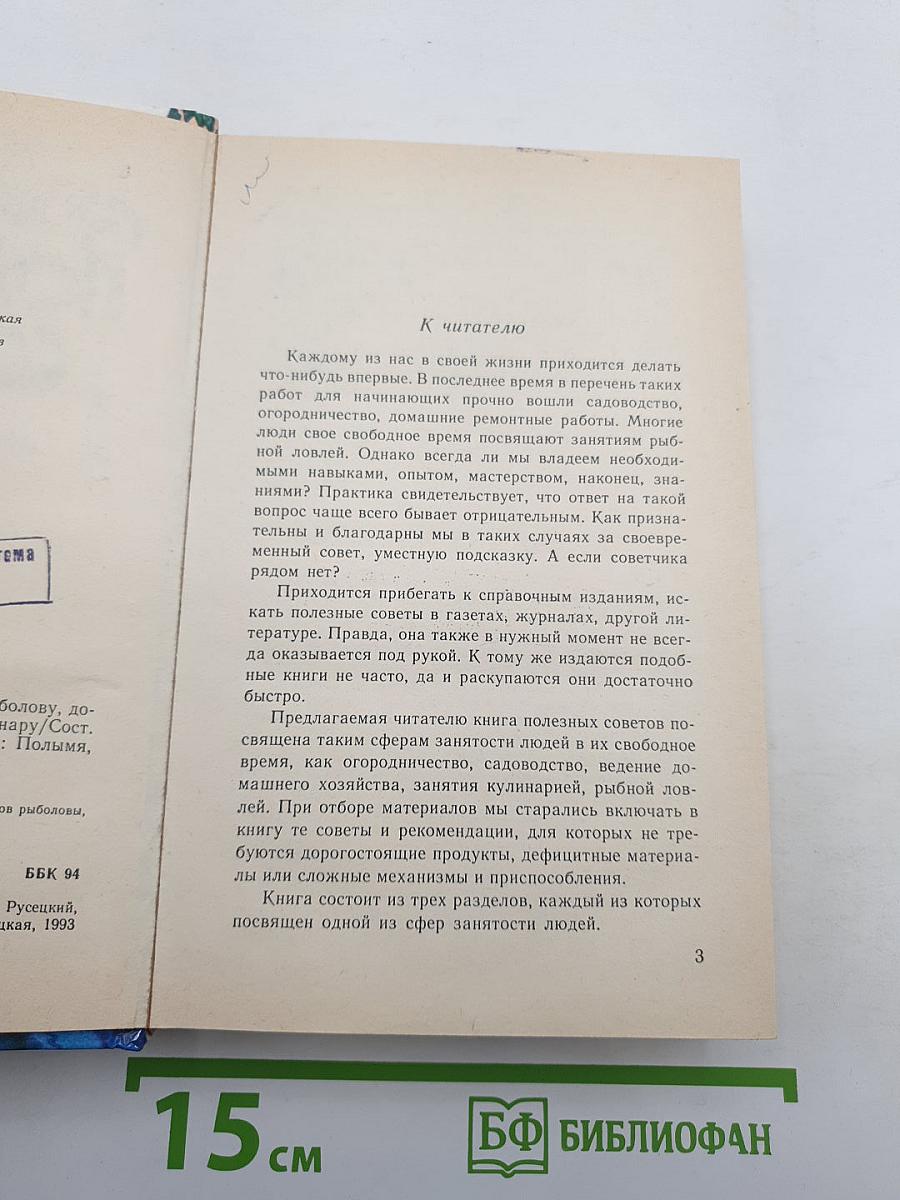 кая
в
тема
болову, до-
нару/Сост.
: Полымя,
ов рыболовы,
ББК 94
Русецкий,
цкая, 1993
К читателю
Каждому из нас в своей жизни приходится делать
что-нибудь впервые. В последнее время в перечень таких
работ для начинающих прочно вошли садоводство,
огородничество, домашние ремонтные работы. Многие
люди свое свободное время посвящают занятиям рыб-
ной ловлей. Однако всегда ли мы владеем необходи-
мыми навыками, опытом, мастерством, наконец, зна-
ниями? Практика свидетельствует, что ответ на такой
вопрос чаще всего бывает отрицательным. Как призна-
тельны и благодарны мы в таких случаях за своевре-
менный совет, уместную подсказку. А если советчика
рядом нет?
Приходится прибегать к справочным изданиям, ис-
кать полезные советы в газетах, журналах, другой ли-
тературе. Правда, она также в нужный момент не всег-
да оказывается под рукой. К тому же издаются подоб-
ные книги не часто, да и раскупаются они достаточно
быстро.
Предлагаемая читателю книга полезных советов по-
священа таким сферам занятости людей в их свободное
время, как огородничество, садоводство, ведение до-
машнего хозяйства, занятия кулинарией, рыбной лов-
лей. При отборе материалов мы старались включать в
книгу те советы и рекомендации, для которых не тре-
буются дорогостоящие продукты, дефицитные материа-
лы или сложные механизмы и приспособления.
Книга состоит из трех разделов, каждый из которых
посвящен одной из сфер занятости людей.
3
15 см
БФ БИБЛИОФАН